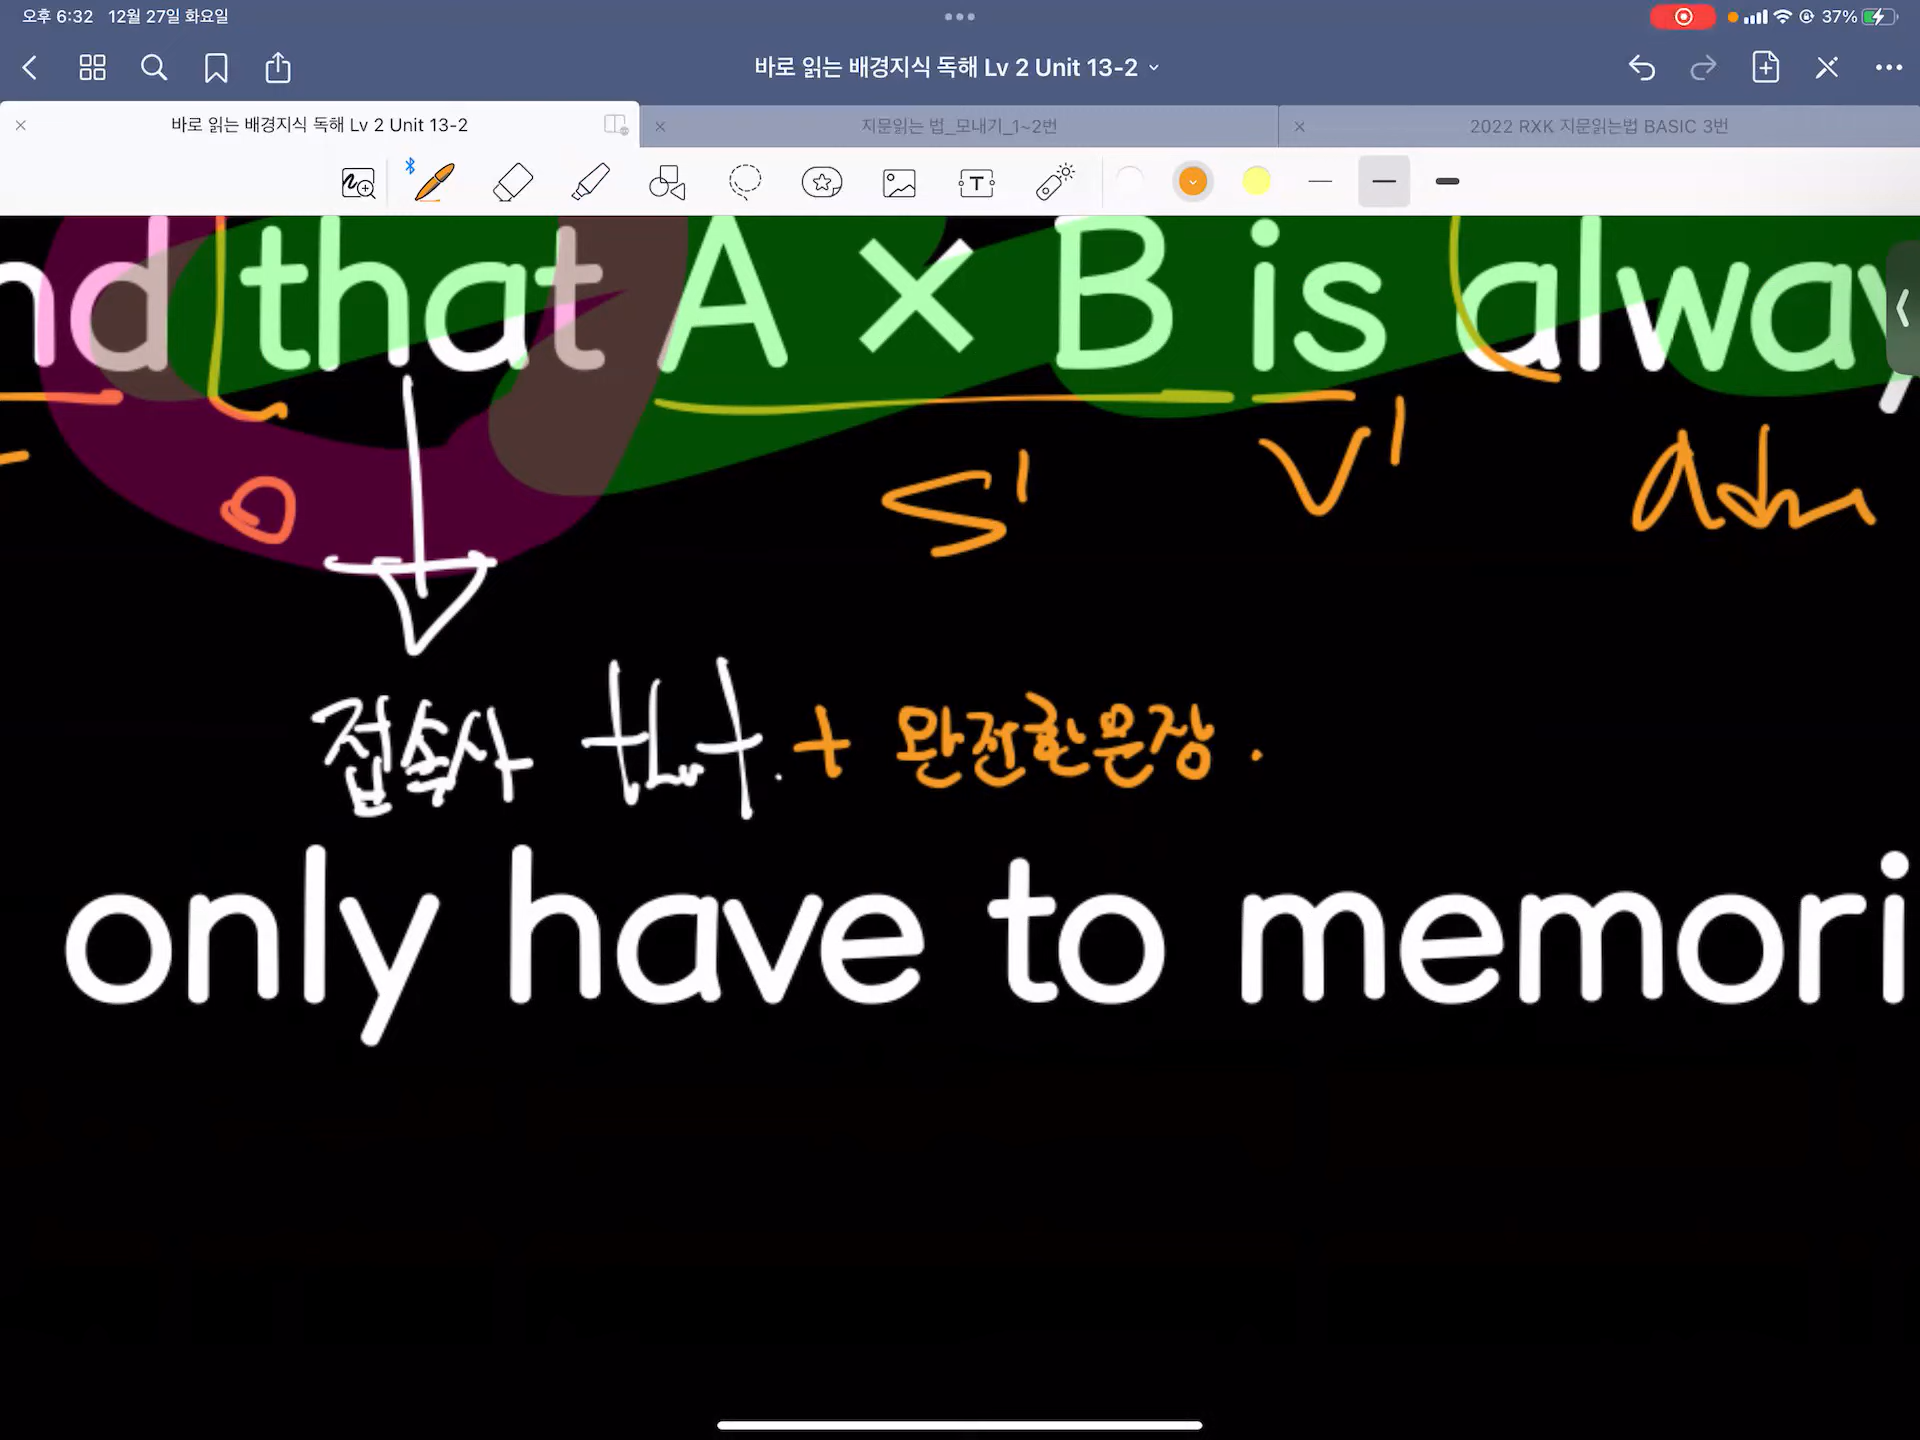 오후 6:32 12월 27일 화요일
37%
바로 읽는 배경지식 독해 Lv 2 Unit 13-2
바로 읽는 배경지식 독해 Lv 2 Unit 13-2
지문읽는 법_모내기_1~2번
2022 RXK 지문읽는법 BASIC 3번
nd that A × B is alway
O S' V' adv
접속사 that. + 완전한문장.
only have to memori